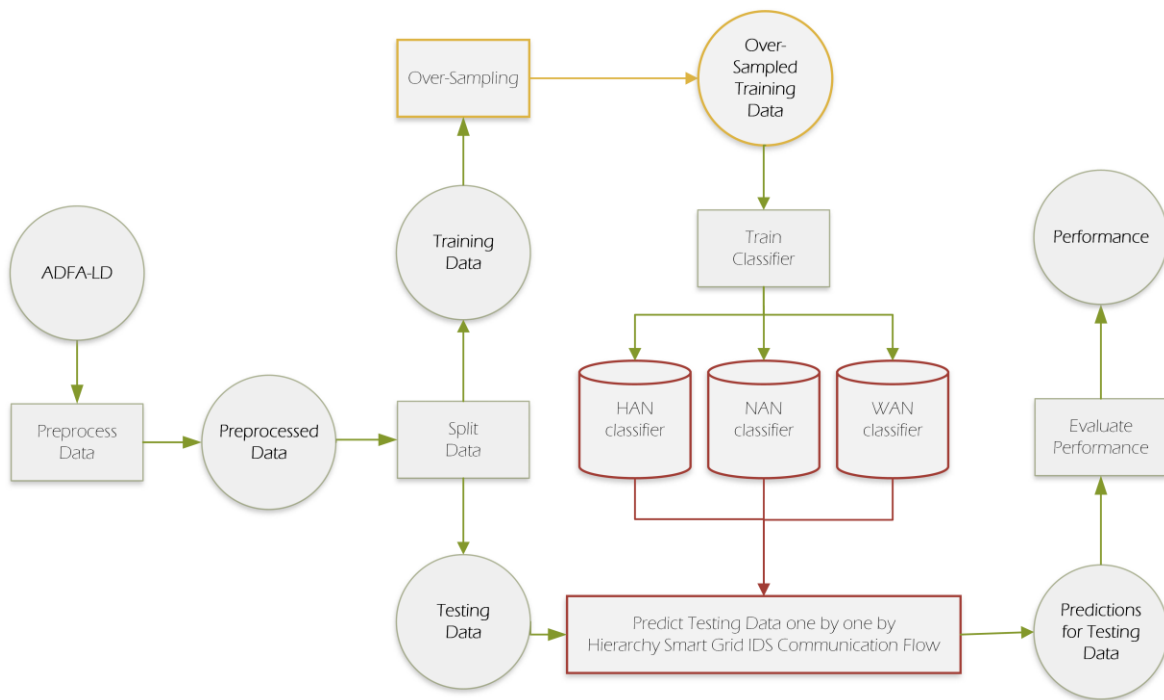 Over-Sampling
Over-
Sampled
Training
Data
ADFA-LD
Training
Data
Train
Classifier
Performance
Preprocess
Data
Preprocessed
Data
Split
Data
HAN
classifier
NAN
classifier
WAN
classifier
Evaluate
Performance
Testing
Data
Predict Testing Data one by one by
Hierarchy Smart Grid IDS Communication Flow
Predictions
for Testing
Data